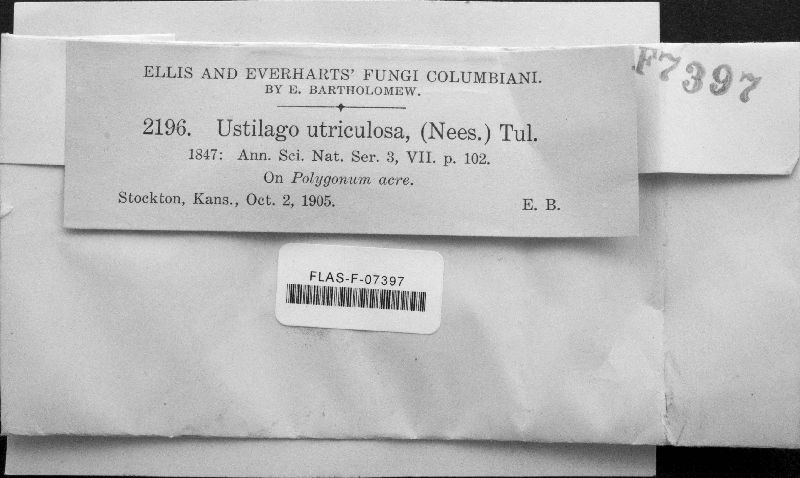 ELLIS AND EVERHARTS' FUNGI COLUMBIANI.
BY E. BARTHOLOMEW.
2196. Ustilago utriculosa, (Nees.) Tul.
1847: Ann. Sci. Nat. Ser. 3, VII. p. 102.
On Polygonum acre.
Stockton, Kans., Oct. 2, 1905. E. B.
F7397
FLAS-F-07397